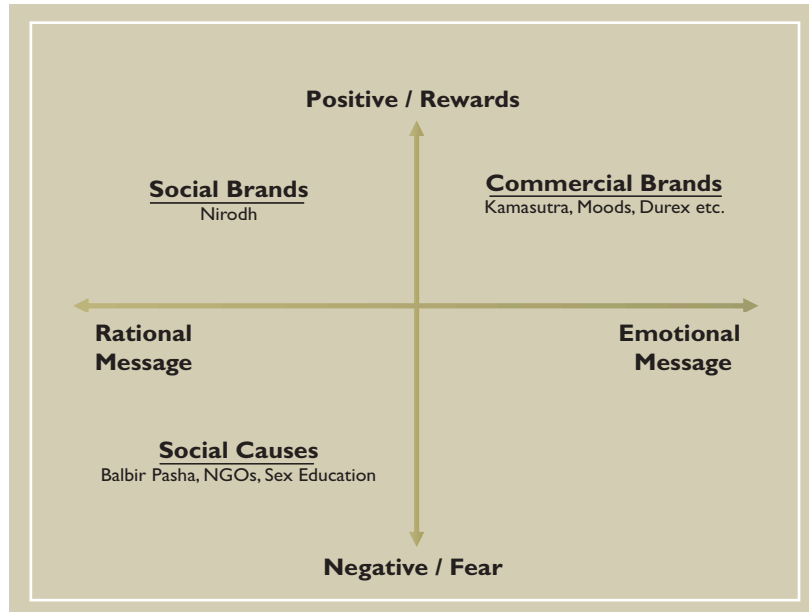 Positive / Rewards
Social Brands
Nirodh
Commercial Brands
Kamasutra, Moods, Durex etc.
Rational
Message
Emotional
Message
Social Causes
Balbir Pasha, NGOs, Sex Education
Negative / Fear